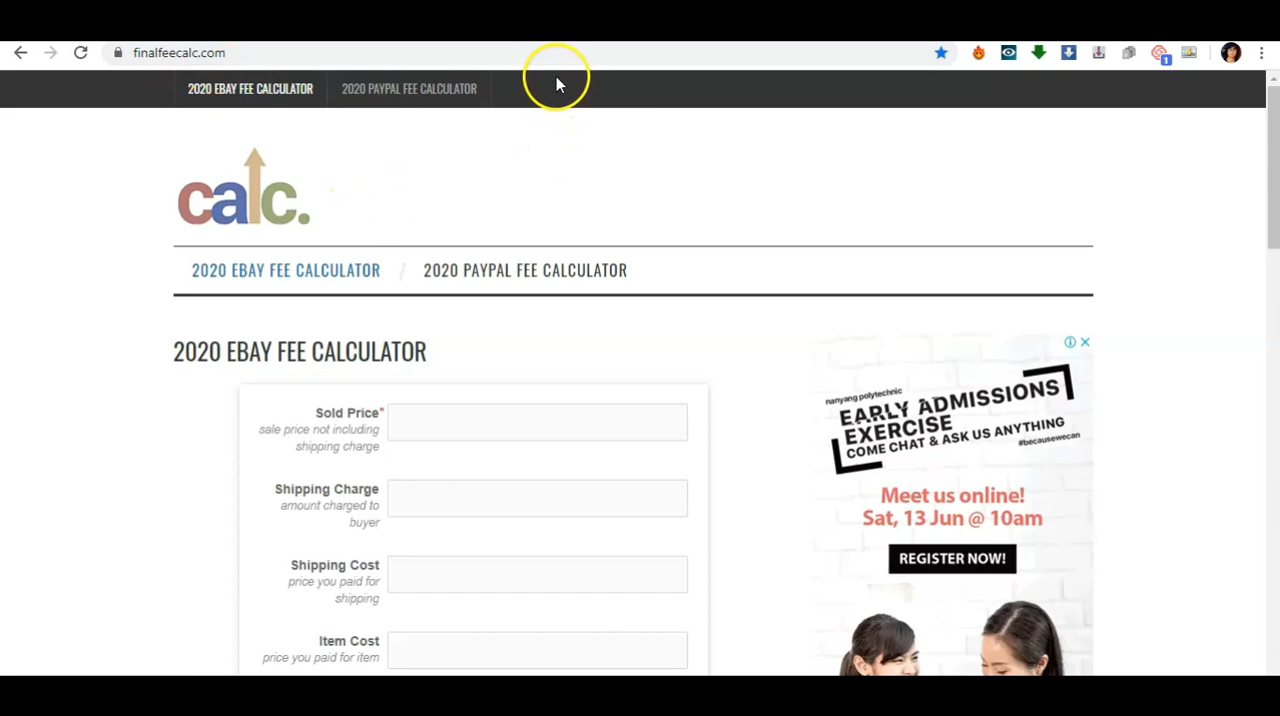 finalfeecalc.com
1
2020 EBAY FEE CALCULATOR
2020 PAYPAL FEE CALCULATOR
calc.
2020 EBAY FEE CALCULATOR / 2020 PAYPAL FEE CALCULATOR
2020 EBAY FEE CALCULATOR
Sold Price*
sale price not including
shipping charge
Shipping Charge
amount charged to
buyer
Shipping Cost
price you paid for
shipping
Item Cost
price you paid for item
nanyang polytechnic
EARLY ADMISSIONS
EXERCISE
COME CHAT & ASK US ANYTHING
#becausewecan
Meet us online!
Sat, 13 Jun @ 10am
REGISTER NOW!